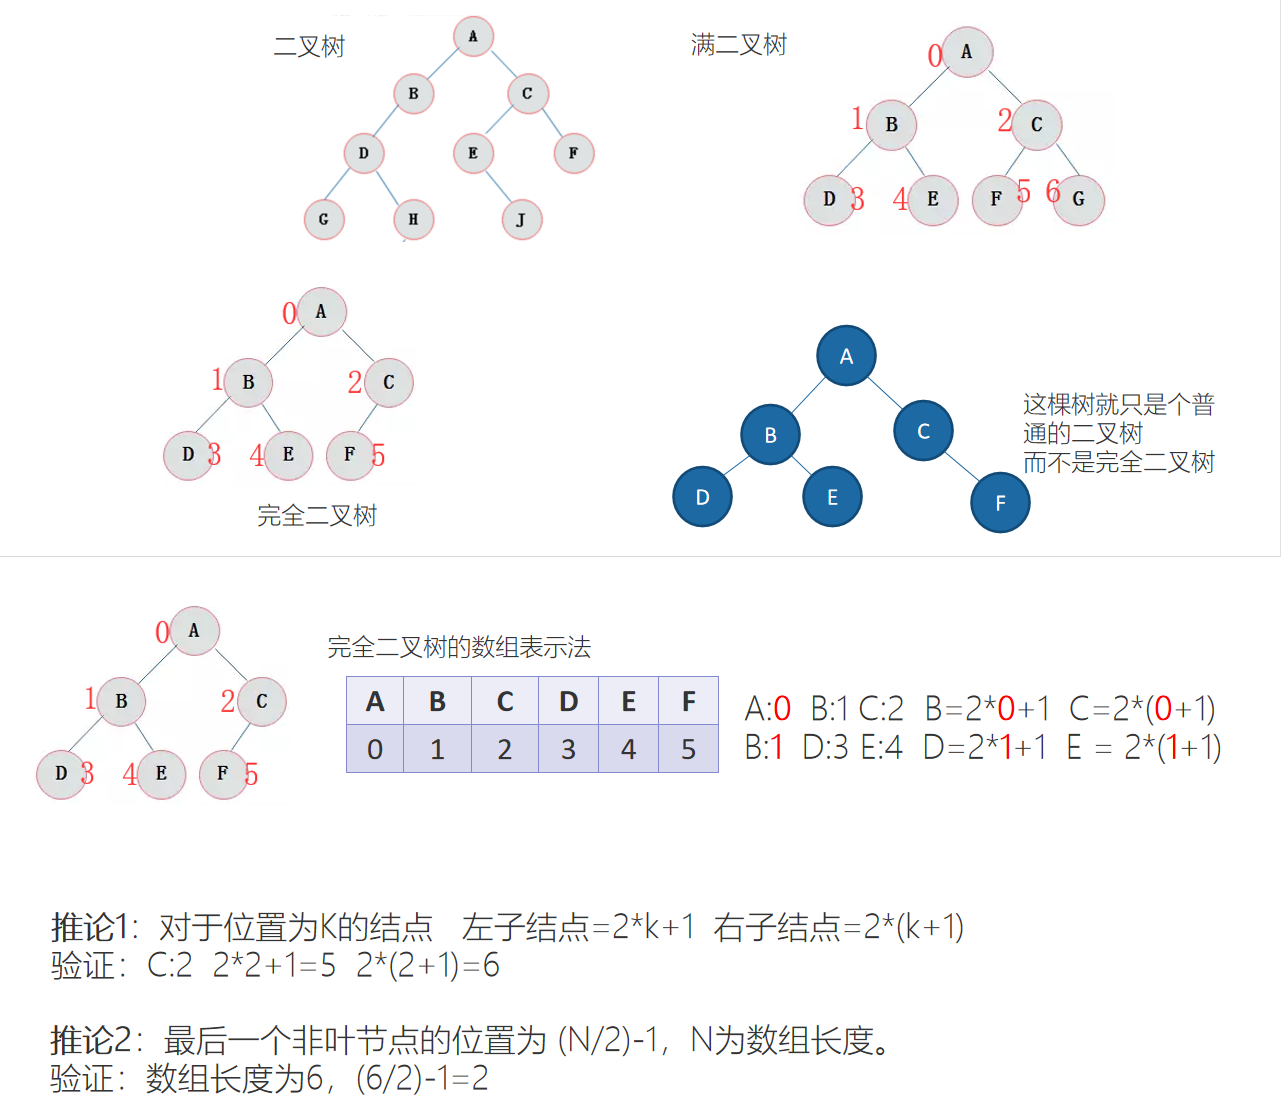 二叉树
A
B
C
D
E
F
G
H
J
满二叉树
0 A
1 B
2 C
D 3
4 E
F 5
6 G
0 A
1 B
2 C
D 3
4 E
F 5
完全二叉树
A
B
C
D
E
F
这棵树就只是个普
通的二叉树
而不是完全二叉树
0 A
1 B
2 C
D 3
4 E
F 5
完全二叉树的数组表示法
A B C D E F
0 1 2 3 4 5
A:0 B:1 C:2 B=2*0+1 C=2*(0+1)
B:1 D:3 E:4 D=2*1+1 E = 2*(1+1)
推论1：对于位置为K的结点 左子结点=2*k+1 右子结点=2*(k+1)
验证：C:2 2*2+1=5 2*(2+1)=6
推论2：最后一个非叶节点的位置为 (N/2)-1，N为数组长度。
验证：数组长度为6，(6/2)-1=2